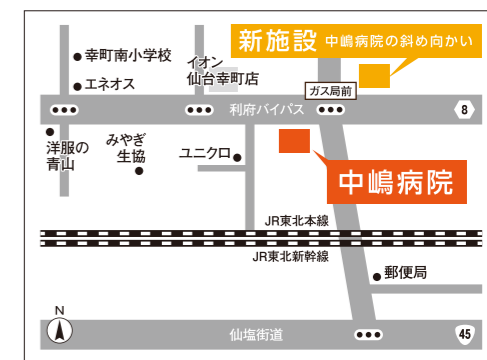 新施設 中嶋病院の斜め向かい
幸町南小学校
イオン
仙台幸町店
エネオス
ガス局前
利府バイパス
8
洋服の
青山
みやぎ
生協
ユニクロ
中嶋病院
JR東北本線
JR東北新幹線
郵便局
N
仙塩街道
45